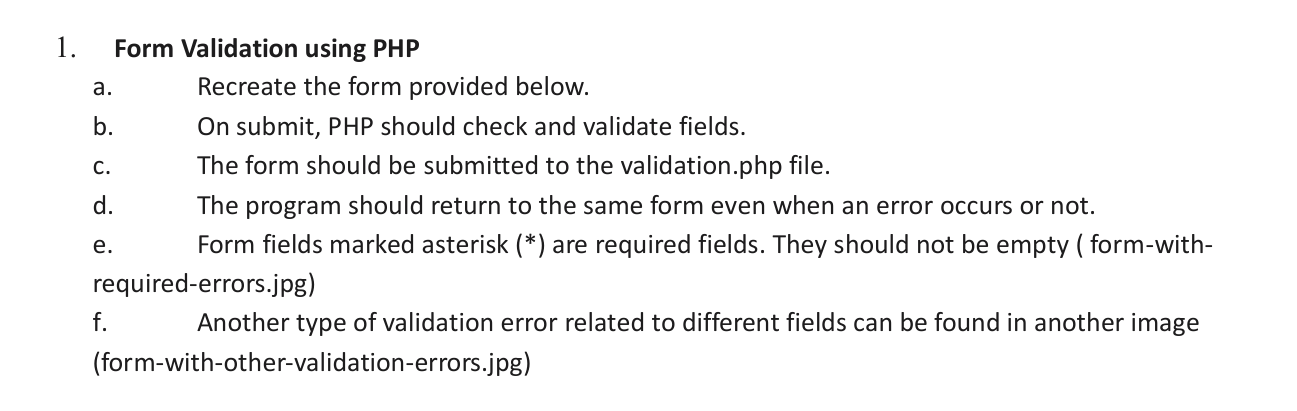 1. Form Validation using PHP
a. Recreate the form provided below.
b. On submit, PHP should check and validate fields.
c. The form should be submitted to the validation.php file.
d. The program should return to the same form even when an error occurs or not.
e. Form fields marked asterisk (*) are required fields. They should not be empty ( form-with-
required-errors.jpg)
f. Another type of validation error related to different fields can be found in another image
(form-with-other-validation-errors.jpg)